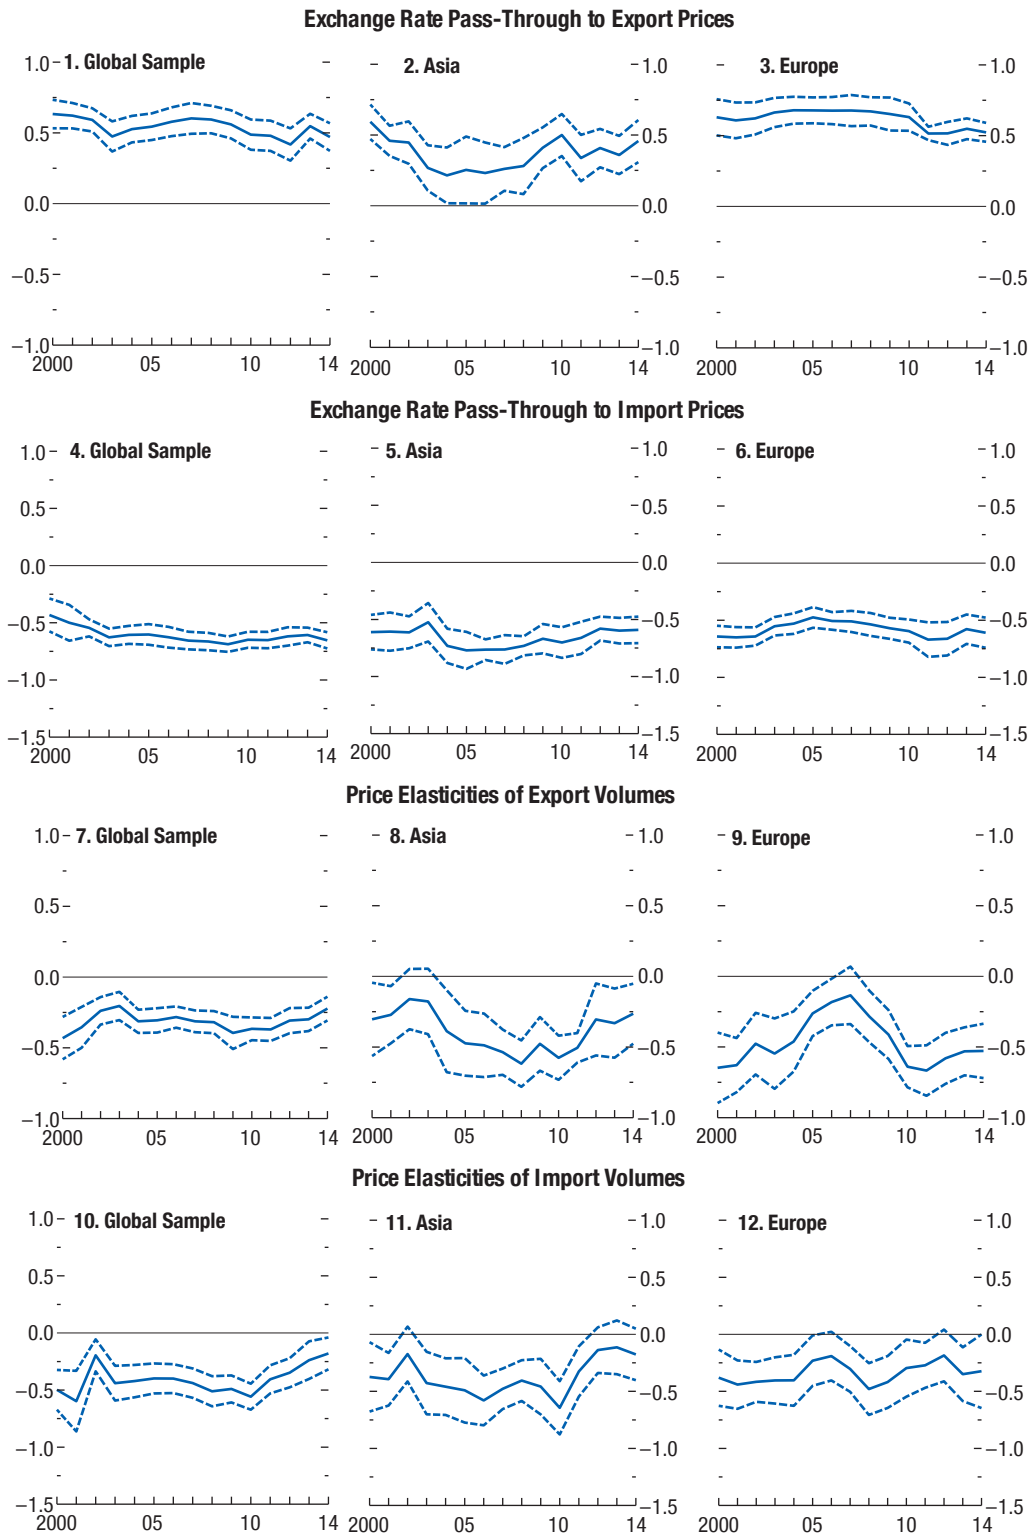 Exchange Rate Pass-Through to Export Prices
1. Global Sample
2. Asia
3. Europe
1.0
0.5
0.0
–0.5
–1.0
1.0
0.5
0.0
–0.5
–1.0
1.0
0.5
0.0
–0.5
–1.0
2000 05 10 14
2000 05 10 14
2000 05 10 14
Exchange Rate Pass-Through to Import Prices
4. Global Sample
5. Asia
6. Europe
1.0
0.5
0.0
–0.5
–1.0
–1.5
1.0
0.5
0.0
–0.5
–1.0
–1.5
1.0
0.5
0.0
–0.5
–1.0
–1.5
2000 05 10 14
2000 05 10 14
2000 05 10 14
Price Elasticities of Export Volumes
7. Global Sample
8. Asia
9. Europe
1.0
0.5
0.0
–0.5
–1.0
1.0
0.5
0.0
–0.5
–1.0
1.0
0.5
0.0
–0.5
–1.0
2000 05 10 14
2000 05 10 14
2000 05 10 14
Price Elasticities of Import Volumes
10. Global Sample
11. Asia
12. Europe
1.0
0.5
0.0
–0.5
–1.0
–1.5
1.0
0.5
0.0
–0.5
–1.0
–1.5
1.0
0.5
0.0
–0.5
–1.0
–1.5
2000 05 10 14
2000 05 10 14
2000 05 10 14